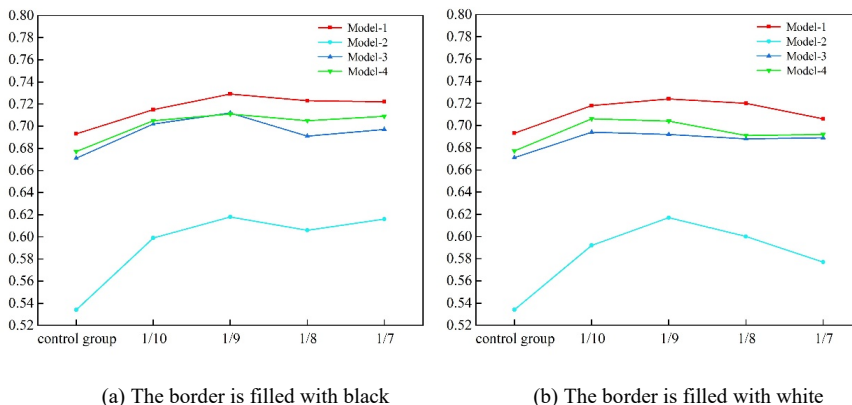 0.80
0.78
0.76
0.74
0.72
0.70
0.68
0.66
0.64
0.62
0.60
0.58
0.56
0.54
0.52
control group 1/10 1/9 1/8 1/7
Model-1
Model-2
Model-3
Model-4
(a) The border is filled with black
0.80
0.78
0.76
0.74
0.72
0.70
0.68
0.66
0.64
0.62
0.60
0.58
0.56
0.54
0.52
control group 1/10 1/9 1/8 1/7
Model-1
Model-2
Model-3
Model-4
(b) The border is filled with white